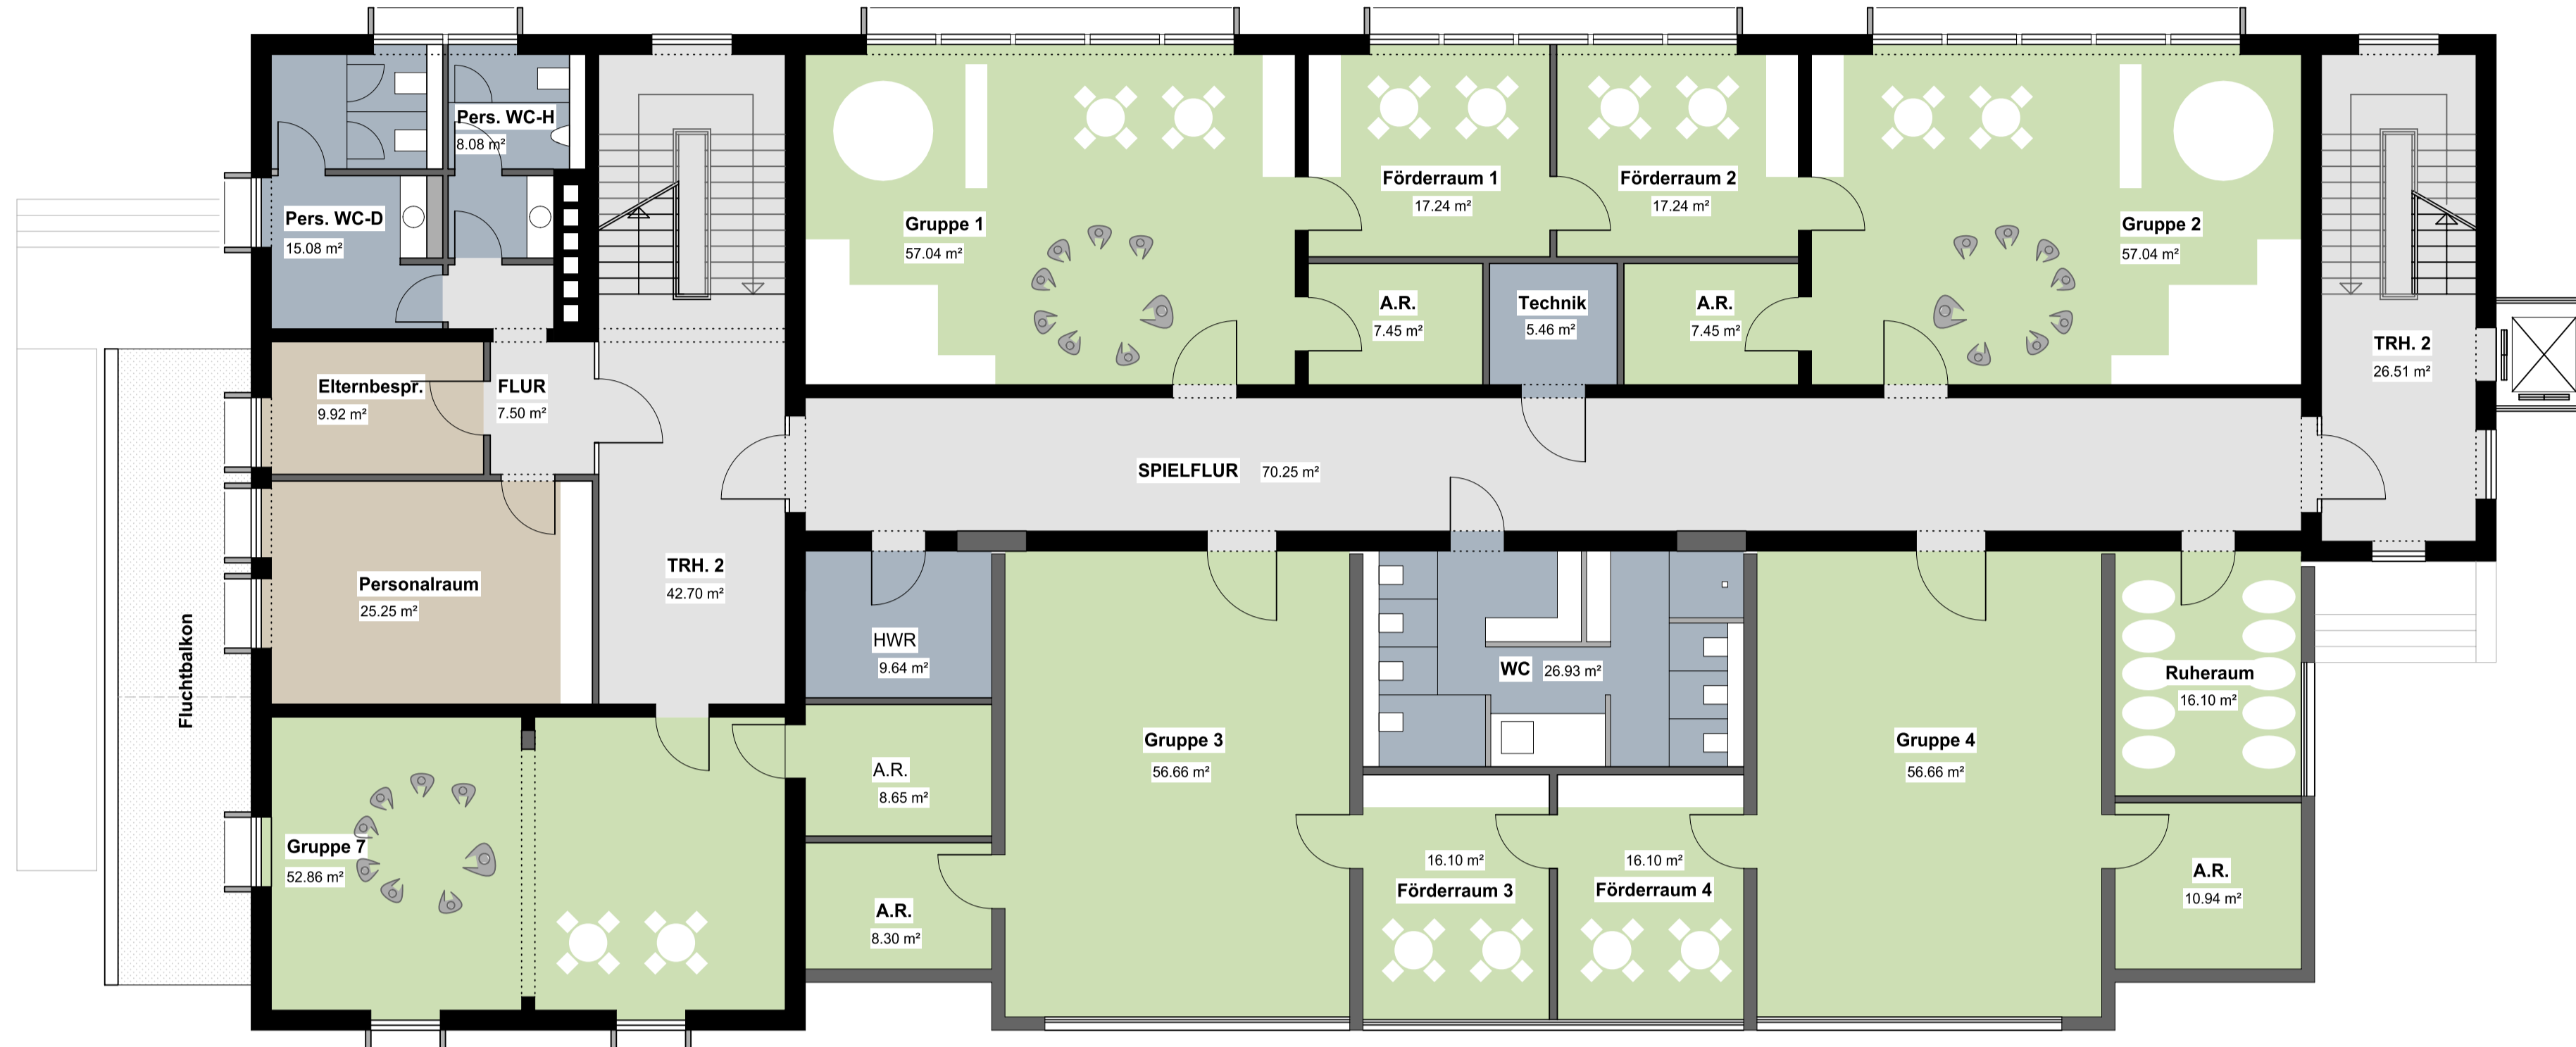 Pers. WC-H
8.08 m²
Pers. WC-D
15.08 m²
Gruppe 1
57.04 m²
Förderraum 1
17.24 m²
Förderraum 2
17.24 m²
Gruppe 2
57.04 m²
A.R.
7.45 m²
Technik
5.46 m²
A.R.
7.45 m²
TRH. 2
26.51 m²
Elternbespr.
9.92 m²
FLUR
7.50 m²
SPIELFLUR 70.25 m²
Personalraum
25.25 m²
TRH. 2
42.70 m²
Fluchtbalkon
HWR
9.64 m²
WC 26.93 m²
Ruheraum
16.10 m²
Gruppe 3
56.66 m²
Gruppe 4
56.66 m²
A.R.
8.65 m²
Gruppe 7
52.86 m²
16.10 m²
Förderraum 3
16.10 m²
Förderraum 4
A.R.
10.94 m²
A.R.
8.30 m²